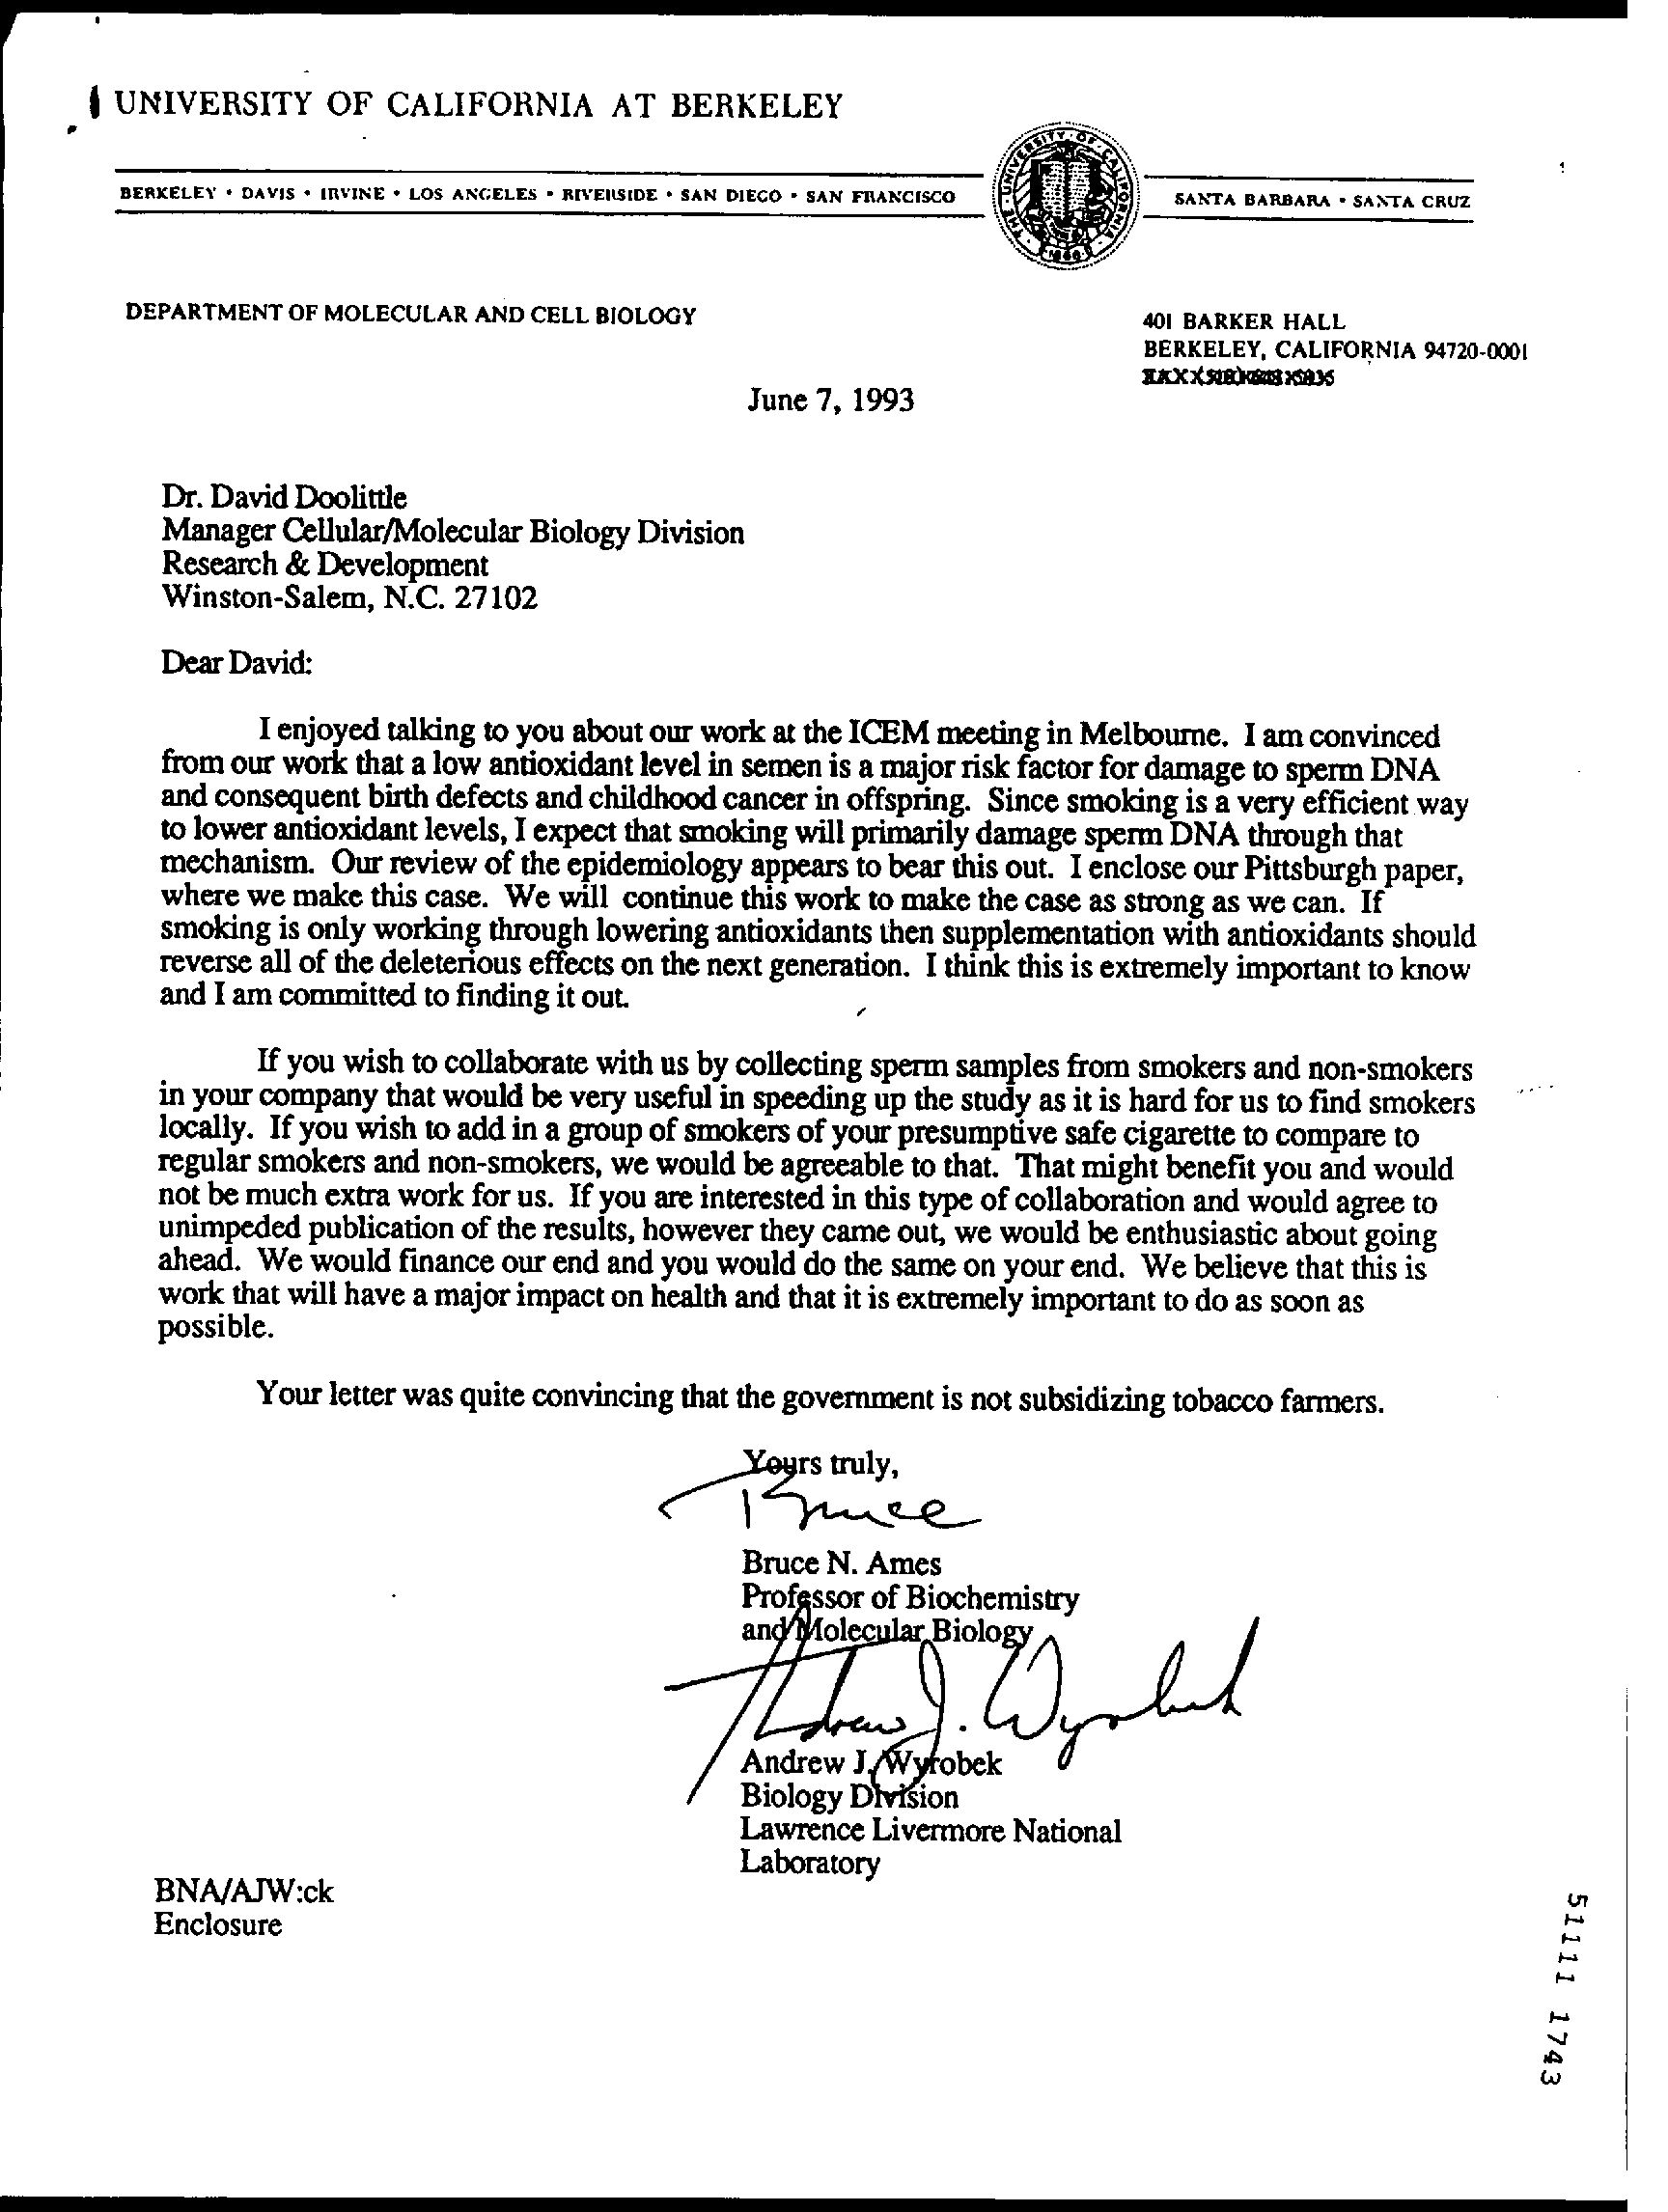 UNIVERSITY OF CALIFORNIA AT BERKELEY
BERKELEY • DAVIS • IRVINE • LOS ANGELES • RIVERSIDE • SAN DIEGO • SAN FRANCISCO
THE • UNIVERSITY • OF • CALIFORNIA • 1868
SANTA BARBARA • SANTA CRUZ
DEPARTMENT OF MOLECULAR AND CELL BIOLOGY
401 BARKER HALL
BERKELEY, CALIFORNIA 94720-0001
June 7, 1993
Dr. David Doolittle
Manager Cellular/Molecular Biology Division
Research & Development
Winston-Salem, N.C. 27102
Dear David:
I enjoyed talking to you about our work at the ICEM meeting in Melbourne. I am convinced
from our work that a low antioxidant level in semen is a major risk factor for damage to sperm DNA
and consequent birth defects and childhood cancer in offspring. Since smoking is a very efficient way
to lower antioxidant levels, I expect that smoking will primarily damage sperm DNA through that
mechanism. Our review of the epidemiology appears to bear this out. I enclose our Pittsburgh paper,
where we make this case. We will continue this work to make the case as strong as we can. If
smoking is only working through lowering antioxidants then supplementation with antioxidants should
reverse all of the deleterious effects on the next generation. I think this is extremely important to know
and I am committed to finding it out.
If you wish to collaborate with us by collecting sperm samples from smokers and non-smokers
in your company that would be very useful in speeding up the study as it is hard for us to find smokers
locally. If you wish to add in a group of smokers of your presumptive safe cigarette to compare to
regular smokers and non-smokers, we would be agreeable to that. That might benefit you and would
not be much extra work for us. If you are interested in this type of collaboration and would agree to
unimpeded publication of the results, however they came out, we would be enthusiastic about going
ahead. We would finance our end and you would do the same on your end. We believe that this is
work that will have a major impact on health and that it is extremely important to do as soon as
possible.
Your letter was quite convincing that the government is not subsidizing tobacco farmers.
Yours truly,
Bruce
Bruce N. Ames
Professor of Biochemistry
and Molecular Biology
Andrew J. Wyrobek
Andrew J. Wyrobek
Biology Division
Lawrence Livermore National
Laboratory
BNA/AJW:ck
Enclosure
51111 1743